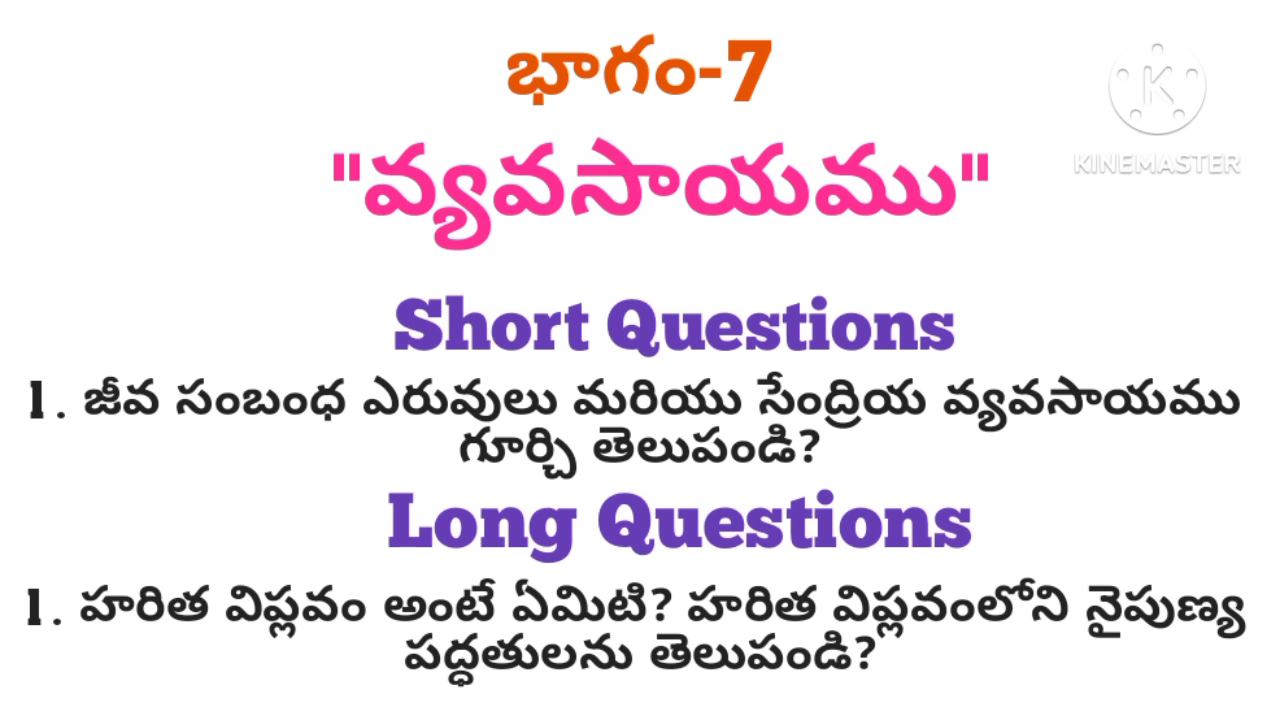 భాగం-7
KINEMASTER
"వ్యవసాయము"
Short Questions
1. జీవ సంబంధ ఎరువులు మరియు సేంద్రియ వ్యవసాయము
గూర్చి తెలుపండి?
Long Questions
1. హరిత విప్లవం అంటే ఏమిటి? హరిత విప్లవంలోని నైపుణ్య
పద్ధతులను తెలుపండి?